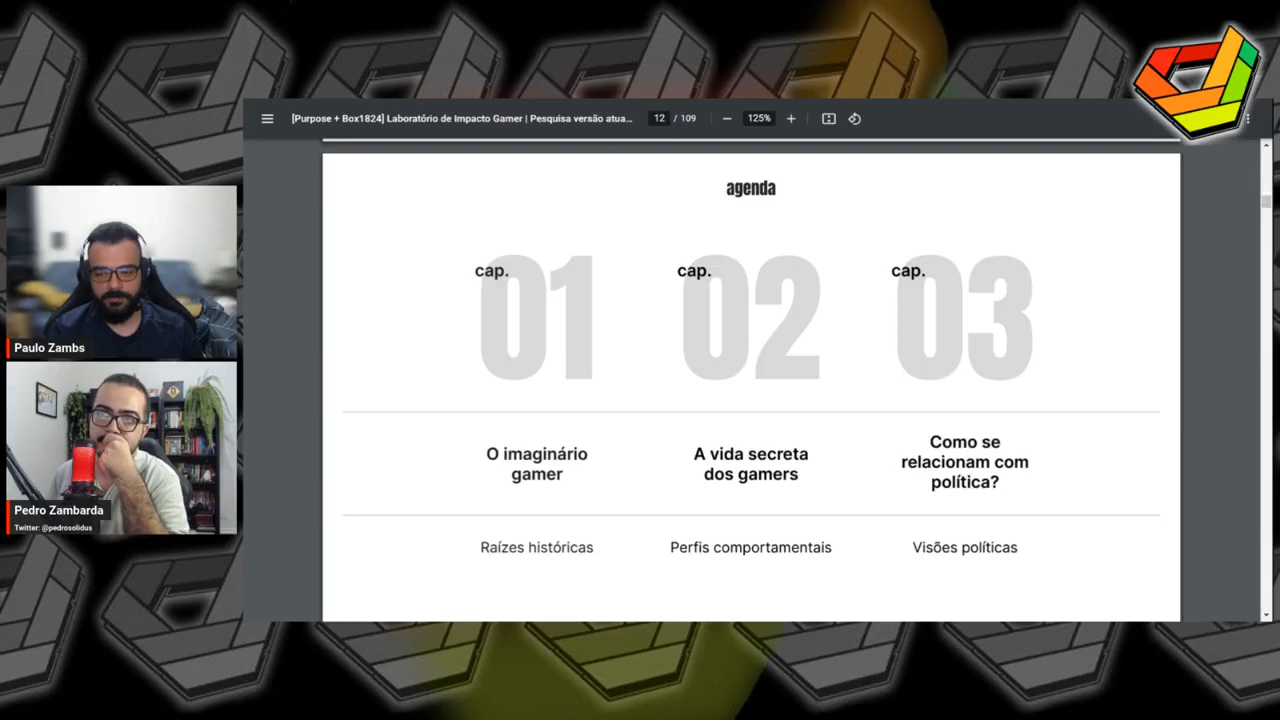 [Purpose + Box1824] Laboratório de Impacto Gamer | Pesquisa versão atua...
12 / 109
125%
agenda
cap. 01
cap. 02
cap. 03
O imaginário
gamer
A vida secreta
dos gamers
Como se
relacionam com
política?
Raízes históricas
Perfis comportamentais
Visões políticas
Paulo Zambs
Pedro Zambarda
Twitter: @pedrosolidus